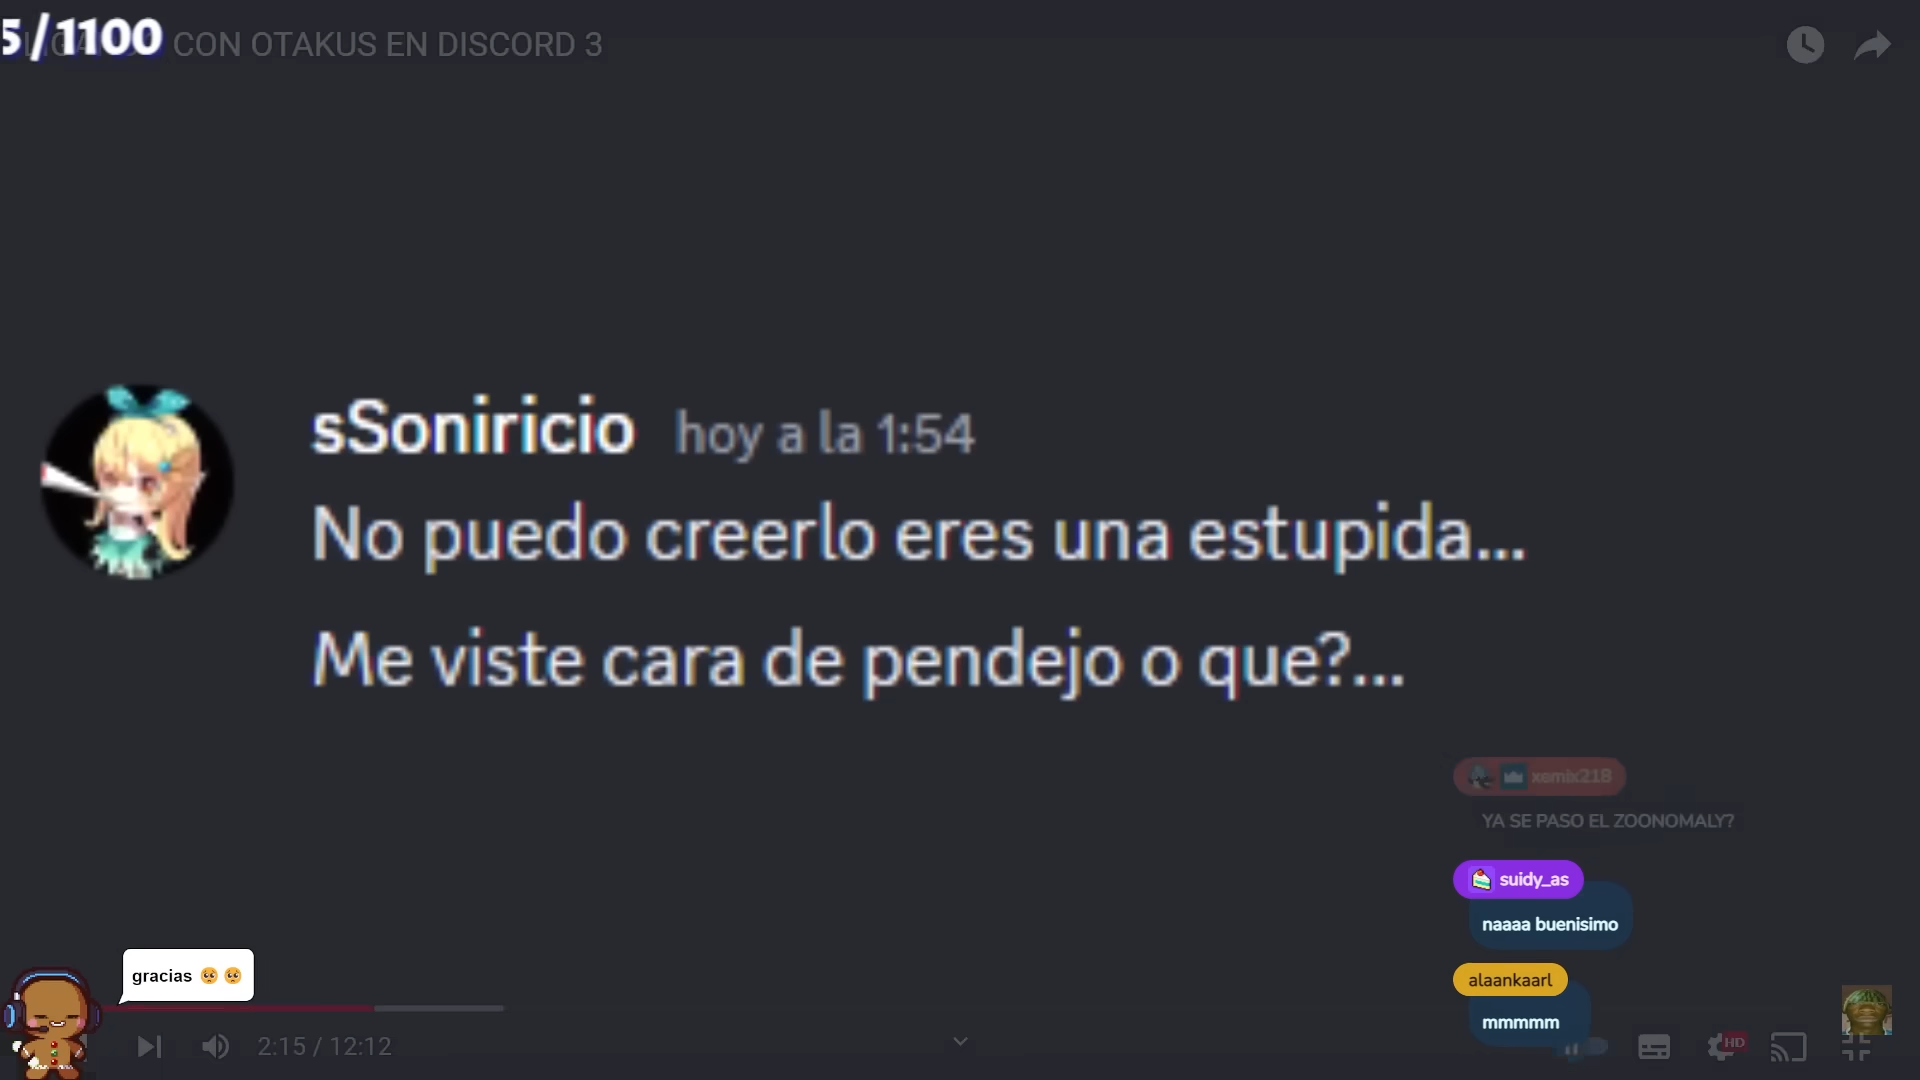 5/1100
CON OTAKUS EN DISCORD 3
sSoniricio hoy a la 1:54
No puedo creerlo eres una estupida...
Me viste cara de pendejo o que?...
xemix218
YA SE PASO EL ZOONOMALY?
suidy_as
naaaa buenisimo
alaankaarl
mmmmm
gracias 🥺 🥺
2:15 / 12:12
HD